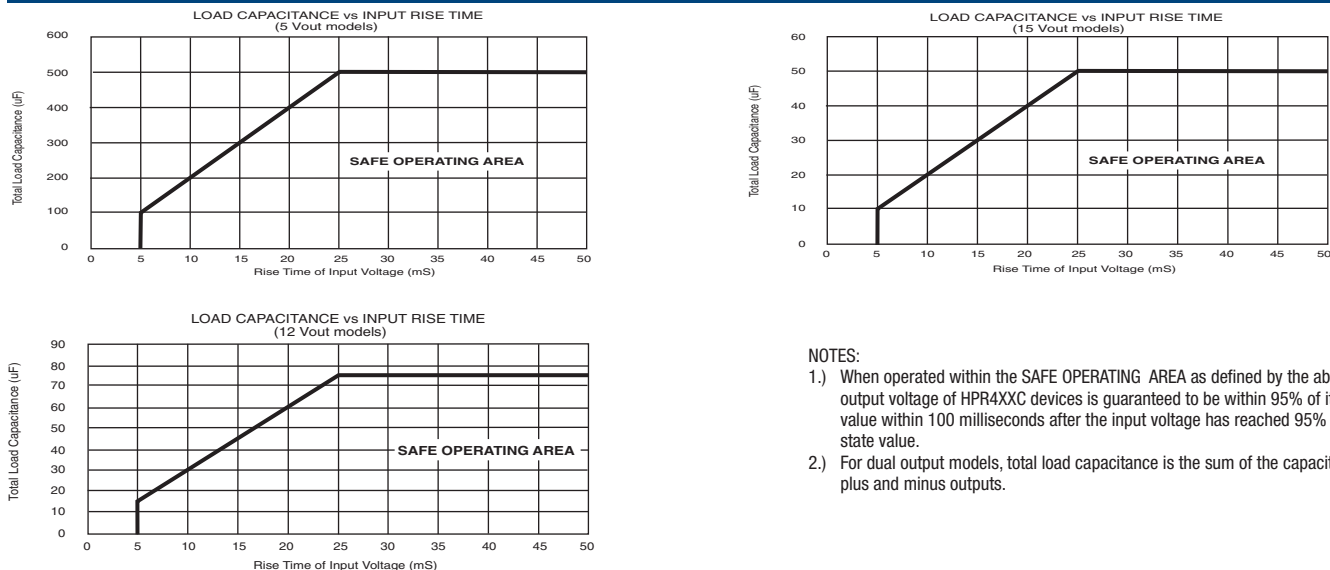 LOAD CAPACITANCE vs INPUT RISE TIME
(5 Vout models)
Total Load Capacitance (uF)
600
500
400
300
200
100
0
SAFE OPERATING AREA
0 5 10 15 20 25 30 35 40 45 50
Rise Time of Input Voltage (mS)
LOAD CAPACITANCE vs INPUT RISE TIME
(15 Vout models)
Total Load Capacitance (uF)
60
50
40
30
20
10
0
SAFE OPERATING AREA
0 5 10 15 20 25 30 35 40 45 50
Rise Time of Input Voltage (mS)
LOAD CAPACITANCE vs INPUT RISE TIME
(12 Vout models)
Total Load Capacitance (uF)
90
80
70
60
50
40
30
20
10
0
SAFE OPERATING AREA
0 5 10 15 20 25 30 35 40 45 50
Rise Time of Input Voltage (mS)
NOTES:
1.) When operated within the SAFE OPERATING AREA as defined by the ab
output voltage of HPR4XXC devices is guaranteed to be within 95% of i
value within 100 milliseconds after the input voltage has reached 95%
state value.
2.) For dual output models, total load capacitance is the sum of the capacit
plus and minus outputs.